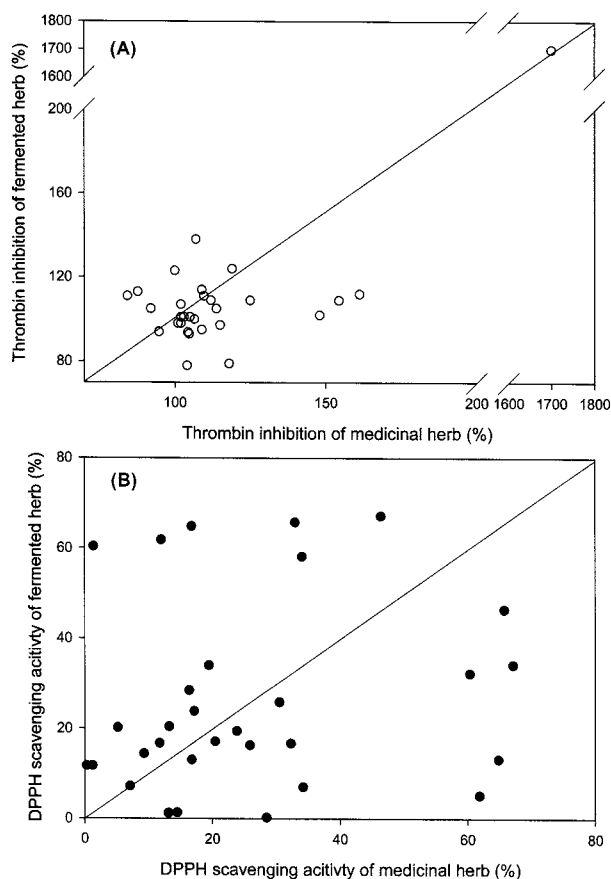 1800
1700
1600
(A)
200
160
120
80
Thrombin inhibition of fermented herb (%)
100 150 200 1600 1700 1800
Thrombin inhibition of medicinal herb (%)
80
(B)
60
40
20
0
DPPH scavenging acitivty of fermented herb (%)
0 20 40 60 80
DPPH scavenging acitivty of medicinal herb (%)